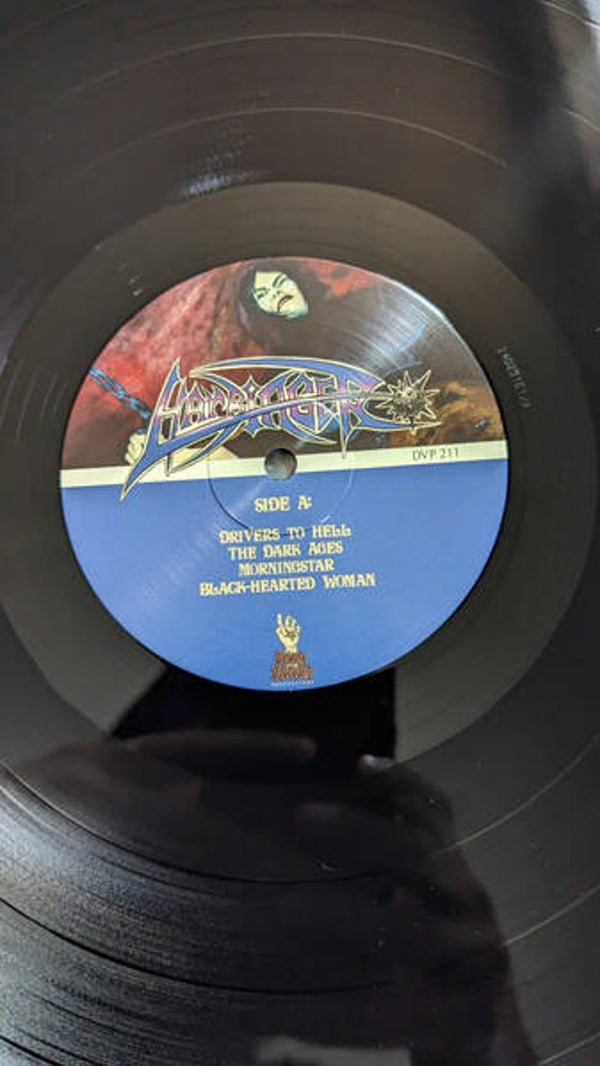 HARBINGER
DVP 211
SIDE A:
DRIVERS TO HELL
THE DARK AGES
MORNINGSTAR
BLACK-HEARTED WOMAN